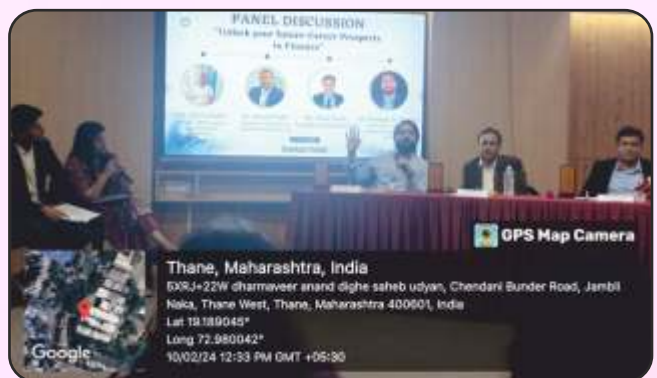 PANEL DISCUSSION
"Unlock your Future Career Prospects
in Finance"
GPS Map Camera
Thane, Maharashtra, India
5XRJ+22W dharmaveer anand dighe saheb udyan, Chendani Bunder Road, Jambli
Naka, Thane West, Thane, Maharashtra 400601, India
Lat 19.189045°
Long 72.980042°
10/02/24 12:33 PM GMT +05:30
Google